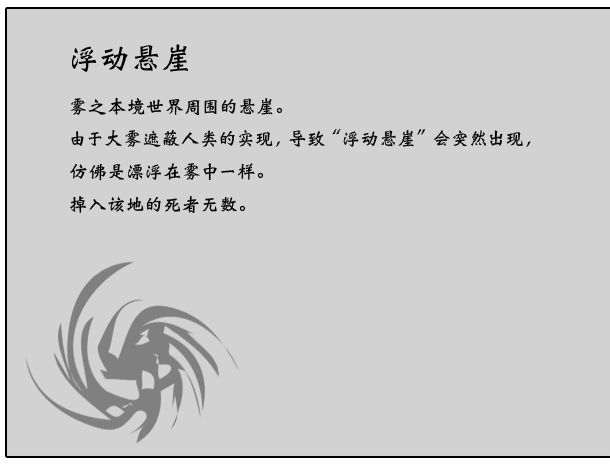 浮动悬崖
雾之本境世界周围的悬崖。
由于大雾遮蔽人类的实现，导致“浮动悬崖”会突然出现，
仿佛是漂浮在雾中一样。
掉入该地的死者无数。